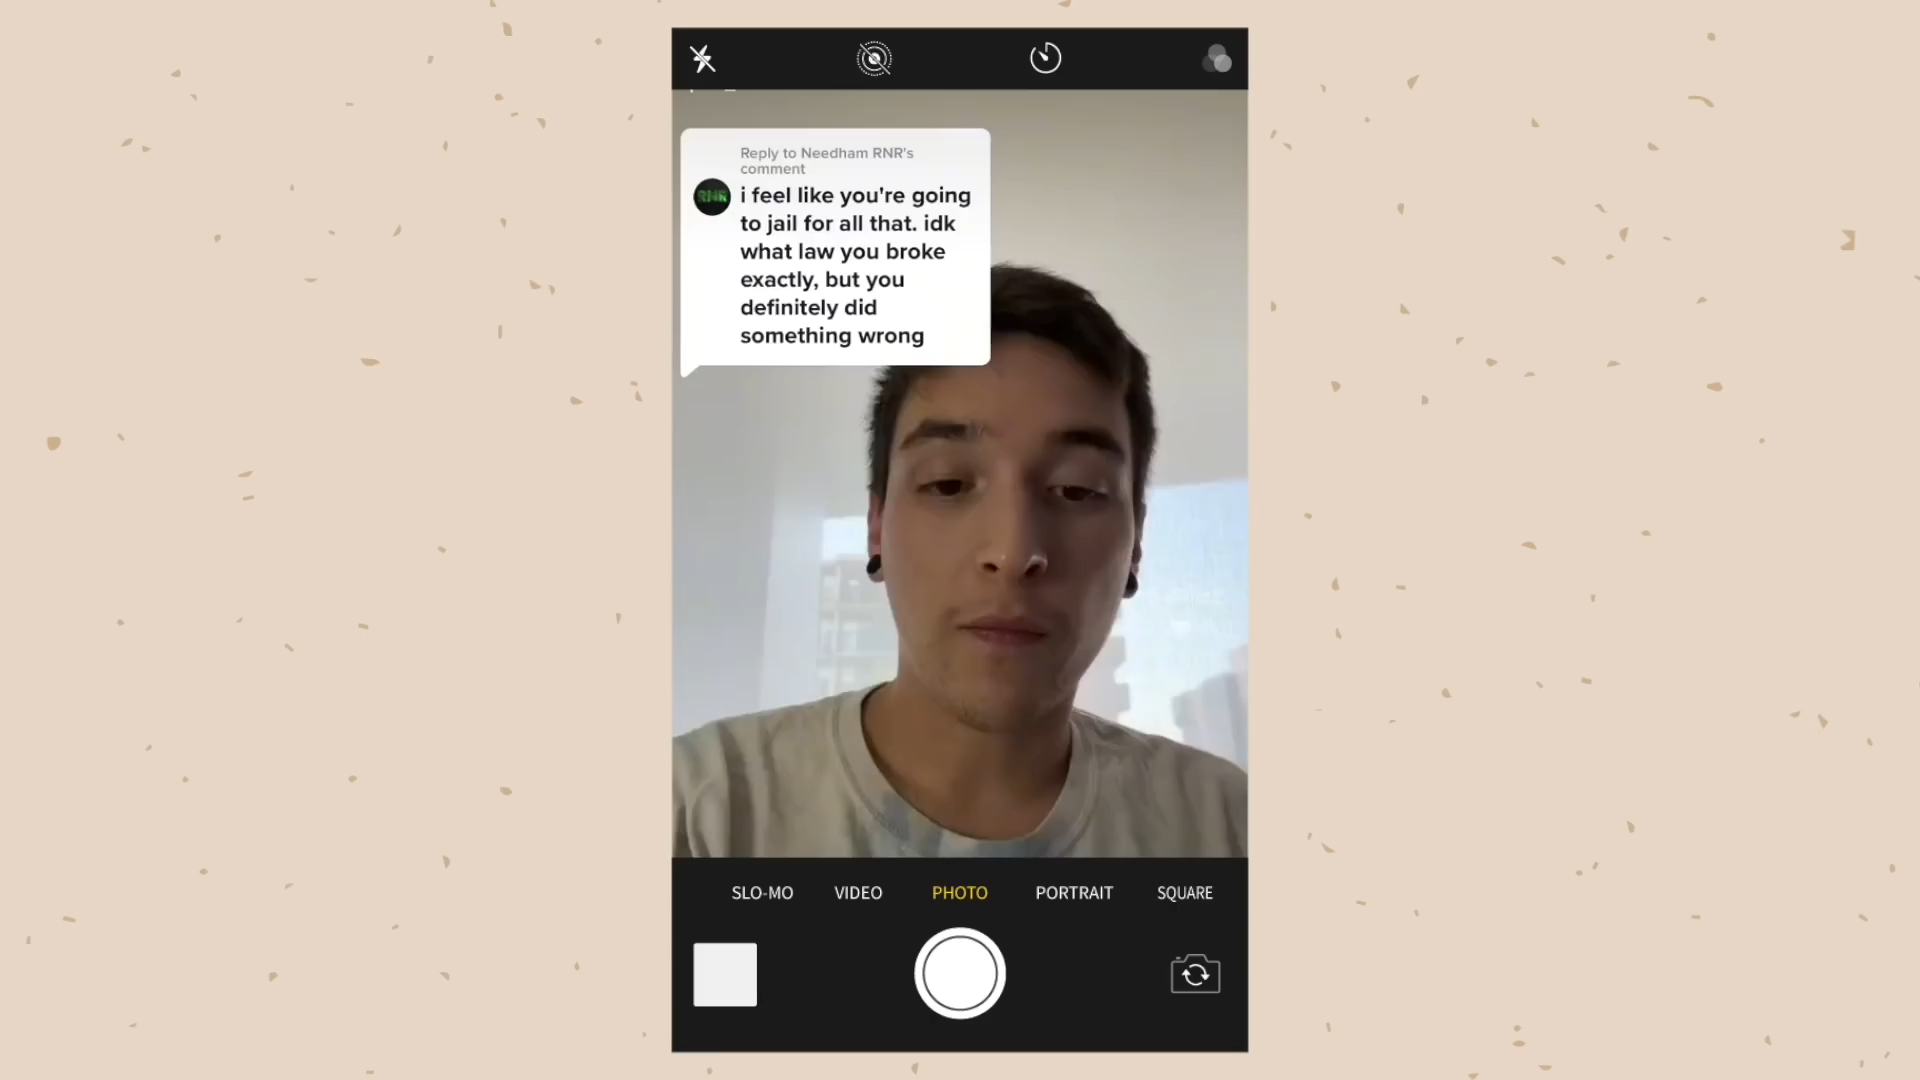 Reply to Needham RNR's
comment
RNR
i feel like you're going
to jail for all that. idk
what law you broke
exactly, but you
definitely did
something wrong
SLO-MO VIDEO PHOTO PORTRAIT SQUARE